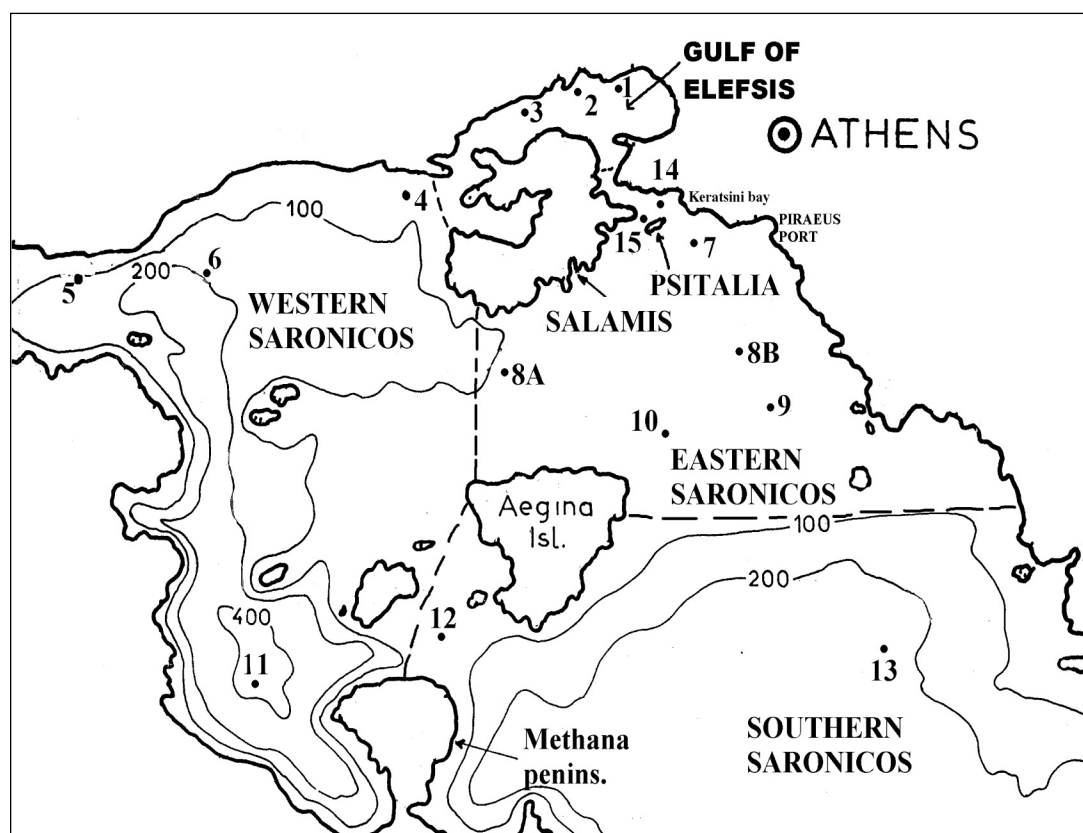 GULF OF
ELEFSIS
1
2
3
ATHENS
14
Keratsini bay
4
100
PIRAEUS
PORT
15
7
6
200
5
PSITALIA
WESTERN
SARONICOS
SALAMIS
8B
8A
9
10
EASTERN
SARONICOS
Aegina
Isl.
100
200
400
12
11
13
SOUTHERN
SARONICOS
Methana
penins.